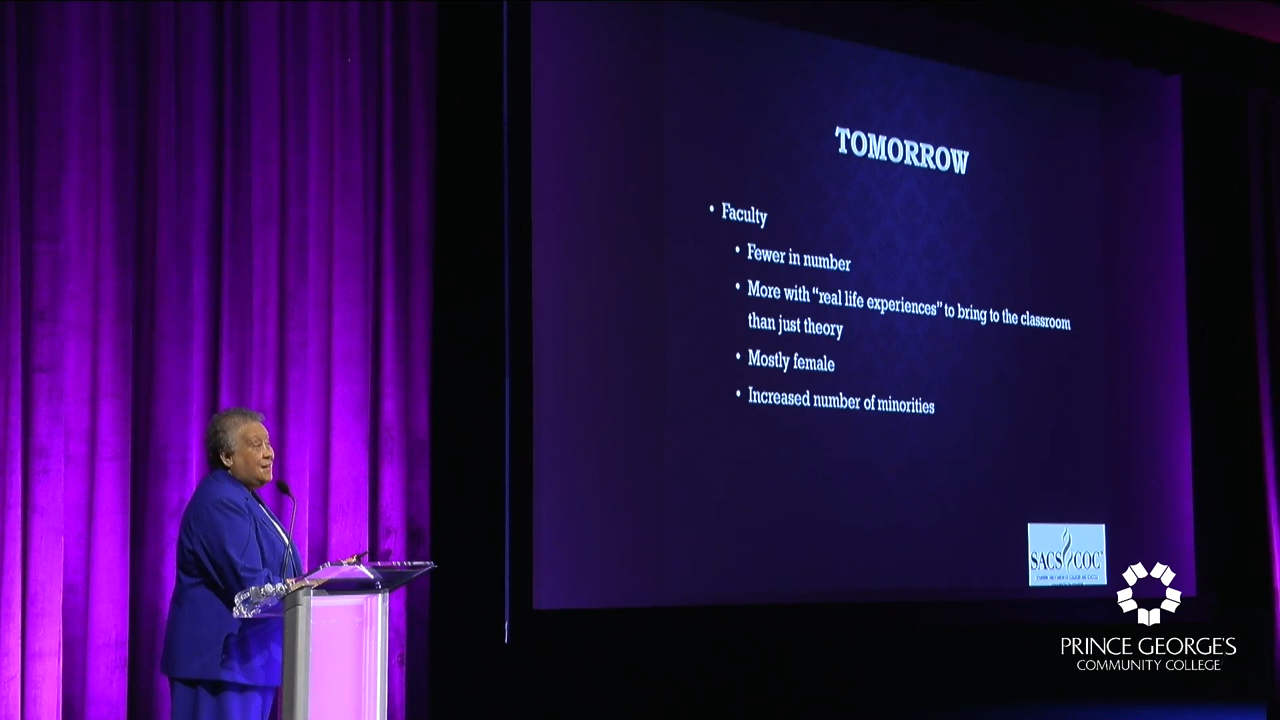 TOMORROW
• Faculty
• Fewer in number
• More with “real life experiences” to bring to the classroom
than just theory
• Mostly female
• Increased number of minorities
SACS COC
PRINCE GEORGE'S
COMMUNITY COLLEGE